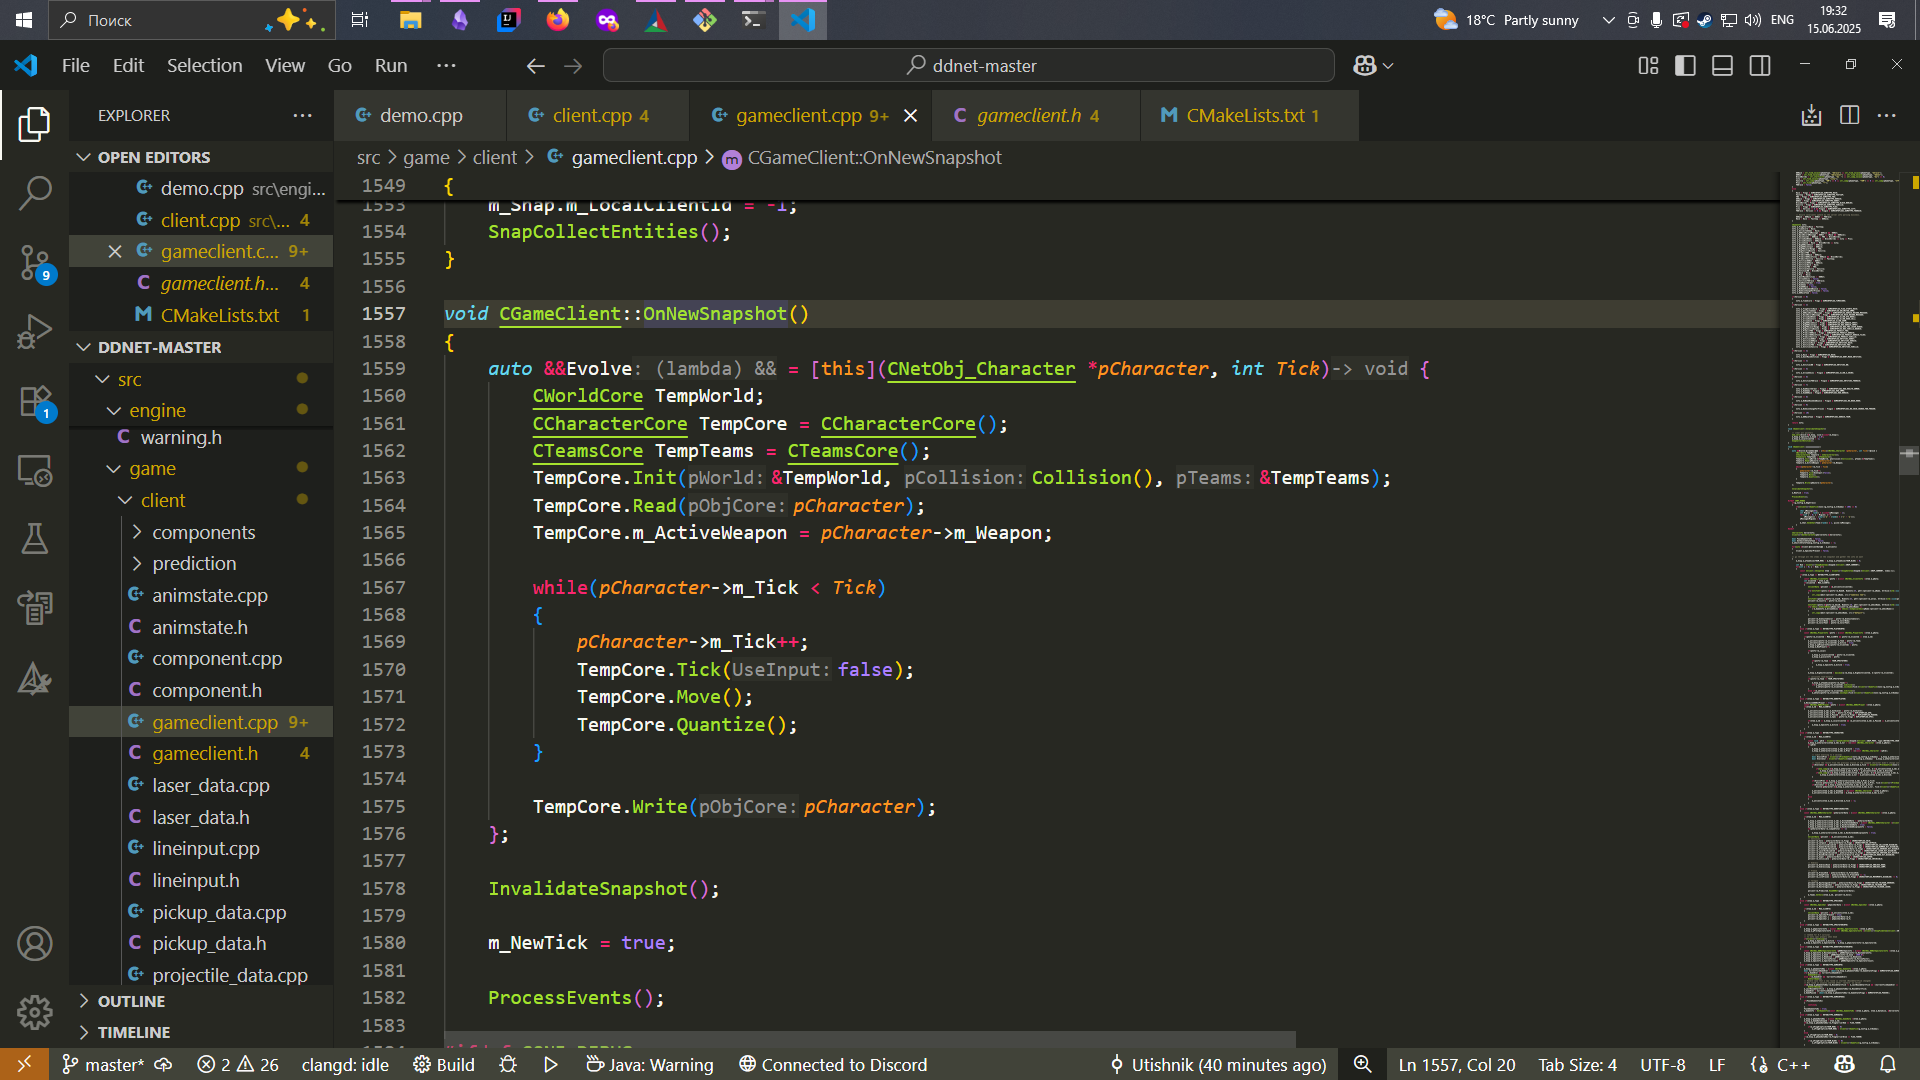 Поиск
18°C Partly sunny
ENG
19:32
15.06.2025
File Edit Selection View Go Run ···
ddnet-master
EXPLORER
demo.cpp
client.cpp 4
gameclient.cpp 9+
gameclient.h 4
CMakeLists.txt 1
OPEN EDITORS
demo.cpp src\engi...
client.cpp src\... 4
gameclient.c... 9+
gameclient.h... 4
CMakeLists.txt 1
DDNET-MASTER
src
engine
warning.h
game
client
components
prediction
animstate.cpp
animstate.h
component.cpp
component.h
gameclient.cpp 9+
gameclient.h 4
laser_data.cpp
laser_data.h
lineinput.cpp
lineinput.h
pickup_data.cpp
pickup_data.h
projectile_data.cpp
OUTLINE
TIMELINE
9
1
src > game > client > gameclient.cpp > CGameClient::OnNewSnapshot
1549 {
1553 m_Snap.m_LocalClientId = -1;
1554 SnapCollectEntities();
1555 }
1556
1557 void CGameClient::OnNewSnapshot()
1558 {
1559 auto &&Evolve: (lambda) && = [this](CNetObj_Character *pCharacter, int Tick)-> void {
1560 CWorldCore TempWorld;
1561 CCharacterCore TempCore = CCharacterCore();
1562 CTeamsCore TempTeams = CTeamsCore();
1563 TempCore.Init(pWorld: &TempWorld, pCollision: Collision(), pTeams: &TempTeams);
1564 TempCore.Read(pObjCore: pCharacter);
1565 TempCore.m_ActiveWeapon = pCharacter->m_Weapon;
1566
1567 while(pCharacter->m_Tick < Tick)
1568 {
1569 pCharacter->m_Tick++;
1570 TempCore.Tick(UseInput: false);
1571 TempCore.Move();
1572 TempCore.Quantize();
1573 }
1574
1575 TempCore.Write(pObjCore: pCharacter);
1576 };
1577
1578 InvalidateSnapshot();
1579
1580 m_NewTick = true;
1581
1582 ProcessEvents();
1583
master* 2 26 clangd: idle Build Java: Warning Connected to Discord Utishnik (40 minutes ago) Ln 1557, Col 20 Tab Size: 4 UTF-8 LF C++